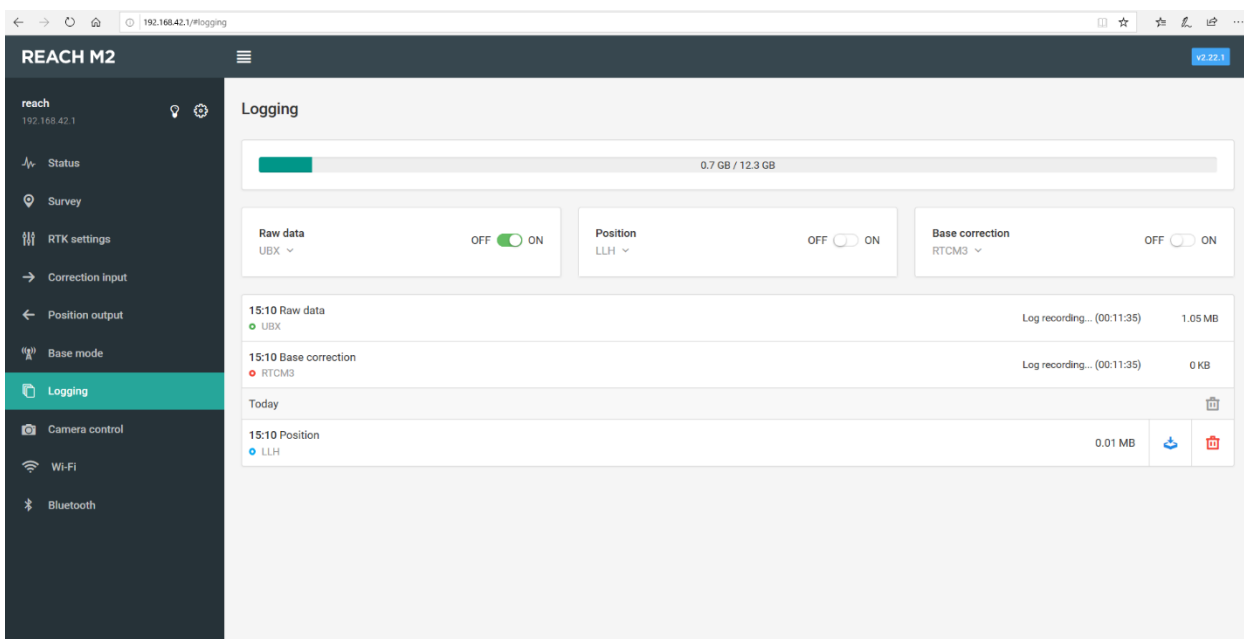 192.168.42.1/#logging
REACH M2
v2.22.1
reach
192.168.42.1
Status
Survey
RTK settings
Correction input
Position output
Base mode
Logging
Camera control
Wi-Fi
Bluetooth
Logging
0.7 GB / 12.3 GB
Raw data
UBX
OFF ON
Position
LLH
OFF ON
Base correction
RTCM3
OFF ON
15:10 Raw data
UBX
Log recording... (00:11:35) 1.05 MB
15:10 Base correction
RTCM3
Log recording... (00:11:35) 0 KB
Today
15:10 Position
LLH
0.01 MB